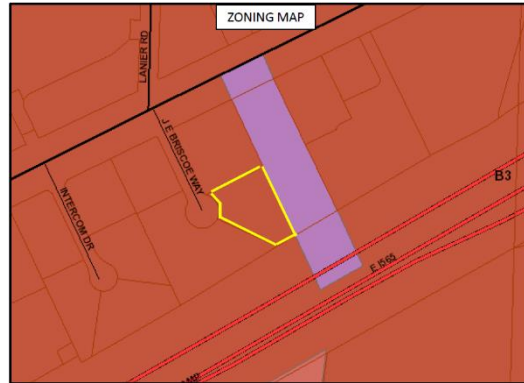 ZONING MAP
LANIER RD
J E BRISCOE WAY
INTERCOM DR
B3
E I565